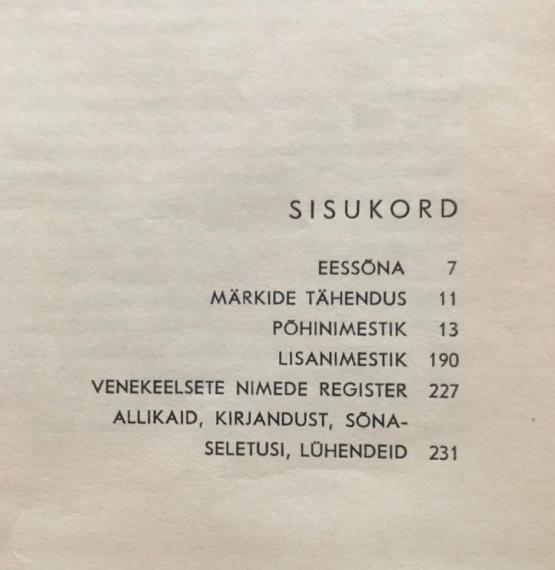 SISUKORD
EESSÕNA 7
MÄRKIDE TÄHENDUS 11
PÕHINIMESTIK 13
LISANIMESTIK 190
VENEKEELSETE NIMEDE REGISTER 227
ALLIKAID, KIRJANDUST, SÕNA-
SELETUSI, LÜHENDEID 231